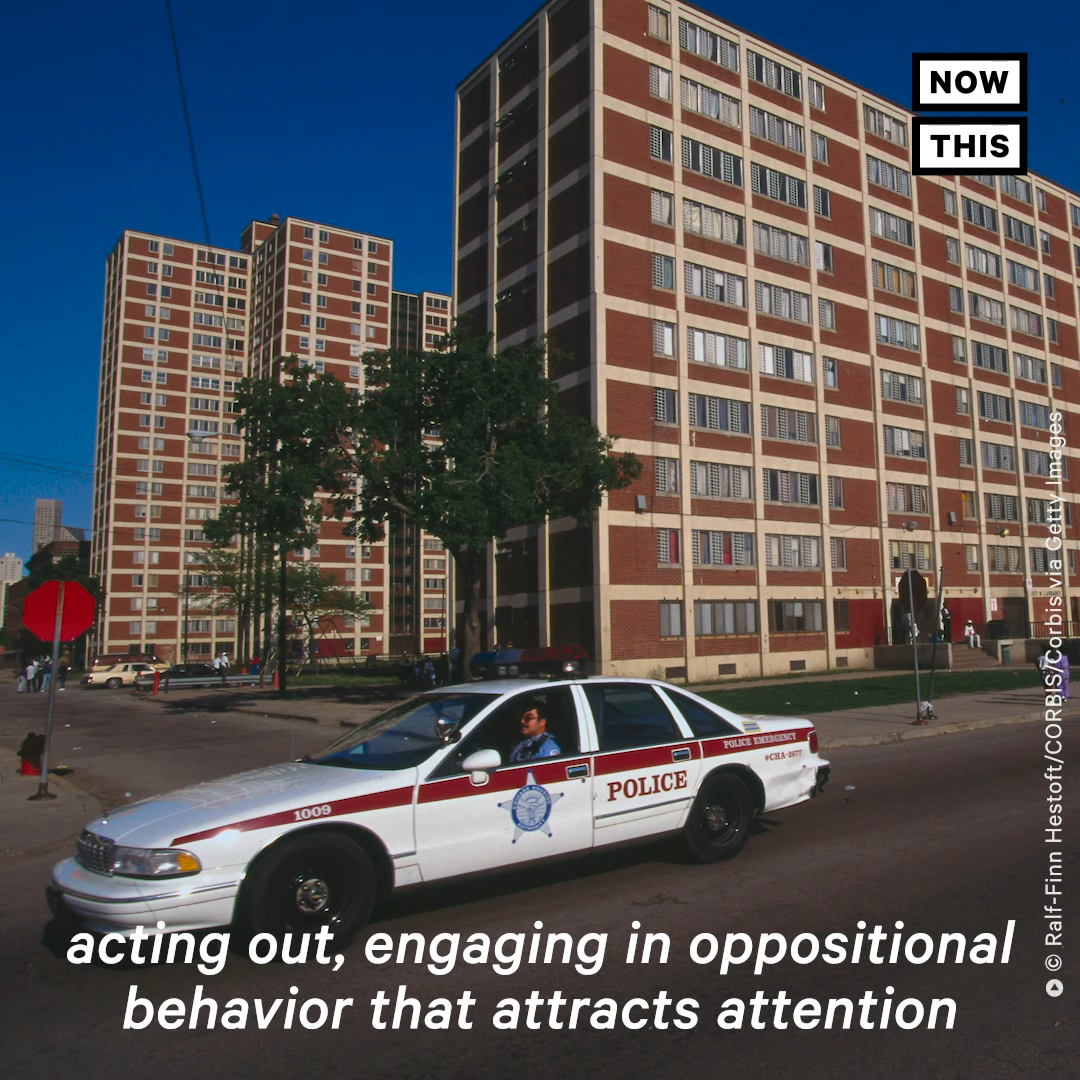 NOW
THIS
© Ralf-Finn Hestoft/CORBIS/Corbis via Getty Images
POLICE EMERGENCY
#CHA-2677
POLICE
1009
acting out, engaging in oppositional
behavior that attracts attention